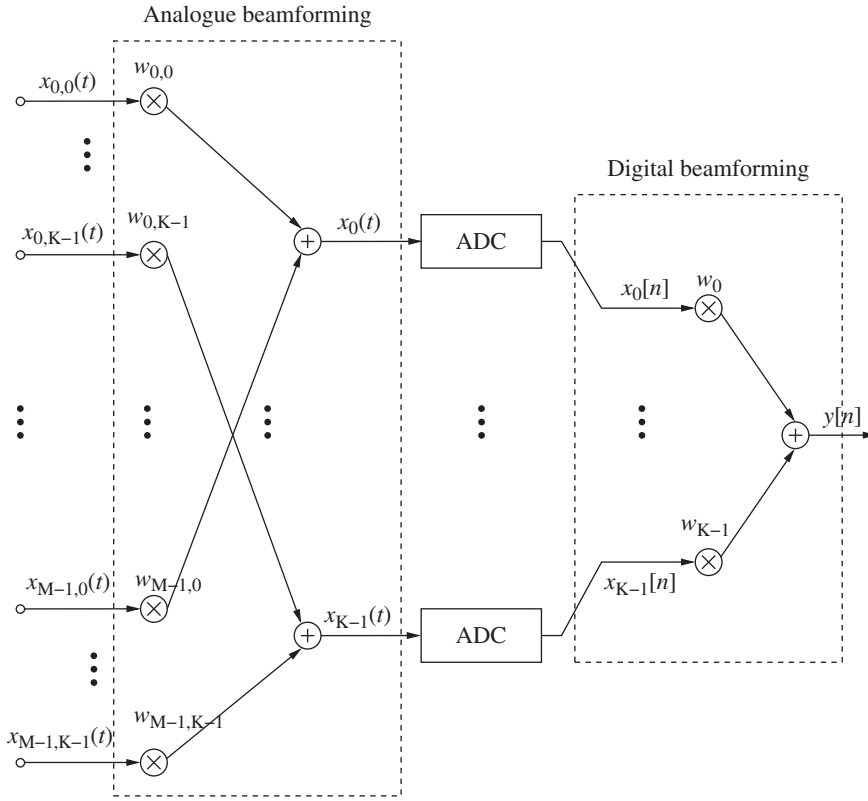 Analogue beamforming
x0,0(t)
w0,0
x0,K−1(t)
w0,K−1
x0(t)
ADC
Digital beamforming
x0[n]
w0
y[n]
xM−1,0(t)
wM−1,0
xK−1(t)
ADC
xK−1[n]
wK−1
xM−1,K−1(t)
wM−1,K−1